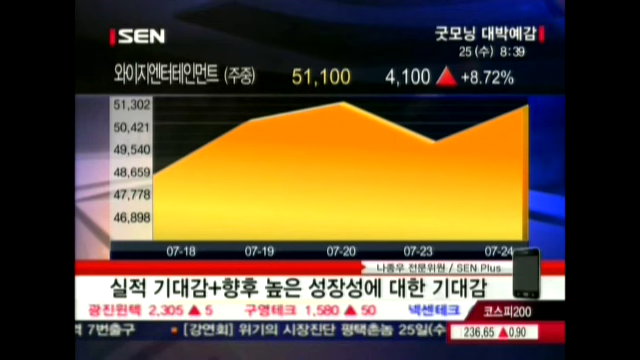 SEN
굿모닝 대박예감
25(수) 8:39
와이지엔터테인먼트 (주중) 51,100 4,100 ▲ +8.72%
51,302
50,421
49,540
48,659
47,778
46,898
07-18 07-19 07-20 07-23 07-24
나종우 전문위원 / SEN Plus
실적 기대감+향후 높은 성장성에 대한 기대감
광진윈텍 2,305 ▲ 5 구영테크 1,580 ▲ 50 넥센테크 코스피200
역 7번출구 ▪ [강연회] 위기의 시장진단 평택촌놈 25일(수 236,65 ▲0,90